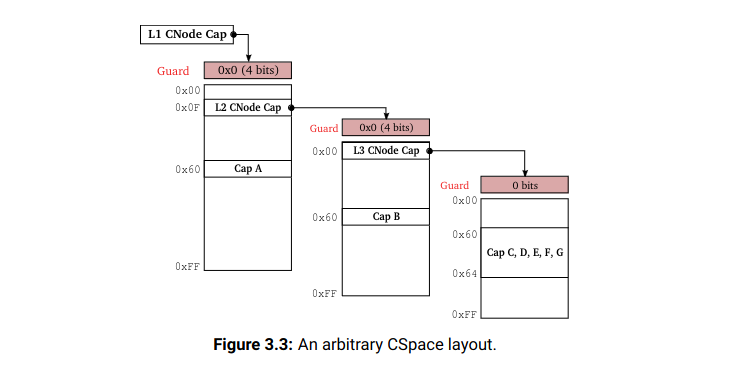 L1 CNode Cap
Guard
0x0 (4 bits)
0x00
0x0F
L2 CNode Cap
0x60
Cap A
0xFF
Guard
0x0 (4 bits)
0x00
L3 CNode Cap
0x60
Cap B
0xFF
Guard
0 bits
0x00
0x60
Cap C, D, E, F, G
0x64
0xFF
Figure 3.3: An arbitrary CSpace layout.